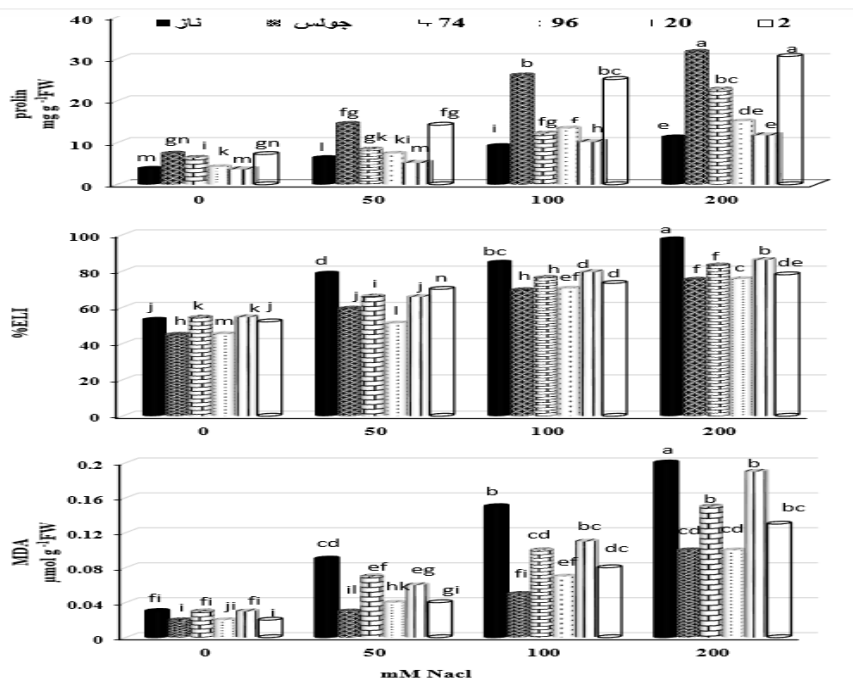 ناز جولس 74 96 20 2
40
30
20
10
0
prolin
mg g -1FW
m gn i k m gn
l fg gk ki m fg
i b fg f h bc
e a bc de e a
0 50 100 200
100
80
60
40
20
0
%ELI
j h k m k j
d j i l j n
bc h h ef d d
a f f c b de
0 50 100 200
0.2
0.16
0.12
0.08
0.04
0
MDA
µmol g -1FW
fi i fi ji fi i
cd il ef hk eg gi
b fi cd ef bc dc
a cd b cd b bc
0 50 100 200
mM Nacl